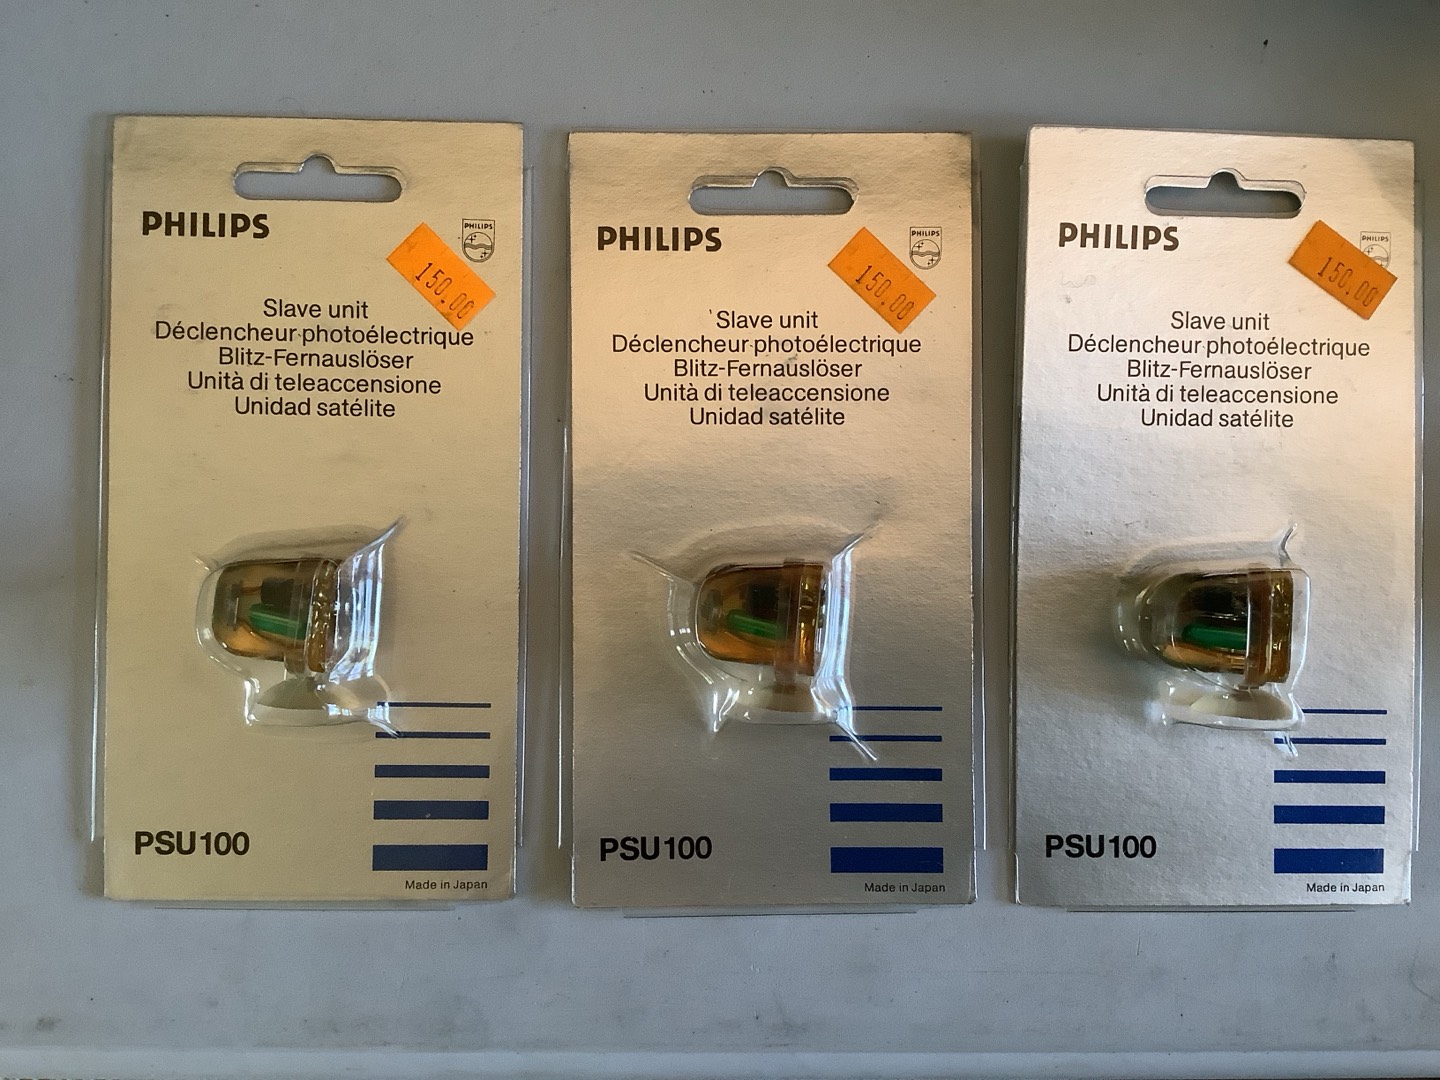 PHILIPS
PHILIPS
150.00
Slave unit
Déclencheur photoélectrique
Blitz-Fernauslöser
Unità di teleaccensione
Unidad satélite
PSU100
Made in Japan
PHILIPS
PHILIPS
150.00
Slave unit
Déclencheur photoélectrique
Blitz-Fernauslöser
Unità di teleaccensione
Unidad satélite
PSU100
Made in Japan
PHILIPS
PHILIPS
150.00
Slave unit
Déclencheur photoélectrique
Blitz-Fernauslöser
Unità di teleaccensione
Unidad satélite
PSU100
Made in Japan